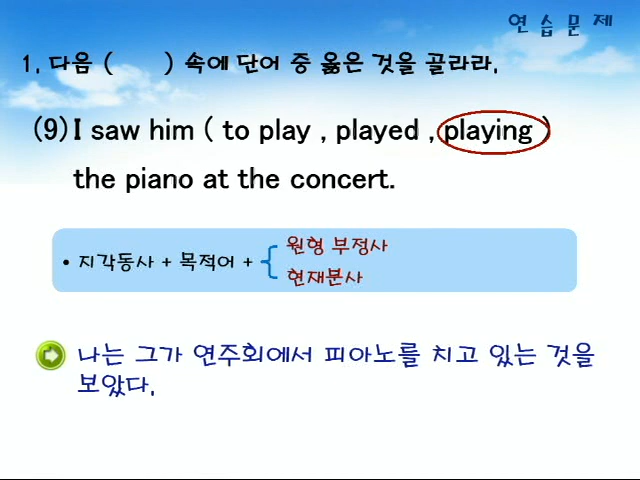 연 습 문 제
1. 다음 (      ) 속에 단어 중 옳은 것을 골라라.
(9) I saw him ( to play , played , playing )
the piano at the concert.
• 지각동사 + 목적어 + {
원형 부정사
현재분사
나는 그가 연주회에서 피아노를 치고 있는 것을
보았다.